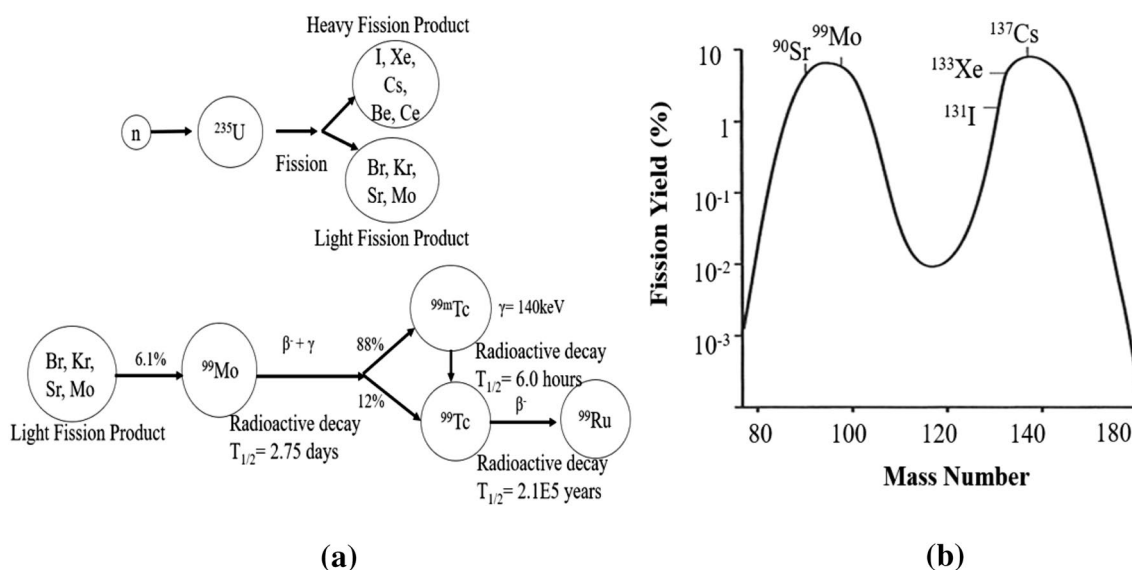 Heavy Fission Product
I, Xe,
Cs,
Be, Ce
n
²³⁵U
Fission
Br, Kr,
Sr, Mo
Light Fission Product
Br, Kr,
Sr, Mo
Light Fission Product
6.1%
⁹⁹Mo
β⁻ + γ
Radioactive decay
T₁/₂= 2.75 days
88%
12%
⁹⁹ᵐTc
γ= 140keV
Radioactive decay
T₁/₂= 6.0 hours
⁹⁹Tc
β⁻
⁹⁹Ru
Radioactive decay
T₁/₂= 2.1E5 years
(a)
Fission Yield (%)
10
1
10⁻¹
10⁻²
10⁻³
⁹⁰Sr
⁹⁹Mo
¹³⁷Cs
¹³³Xe
¹³¹I
80 100 120 140 180
Mass Number
(b)